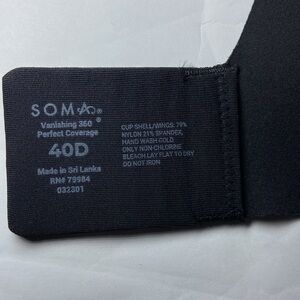 SOMA®
Vanishing 360®
Perfect Coverage
40D
Made in Sri Lanka
RN# 79984
032301
CUP SHELL/WINGS: 79%
NYLON 21% SPANDEX,
HAND WASH COLD
ONLY NON-CHLORINE
BLEACH LAY FLAT TO DRY
DO NOT IRON